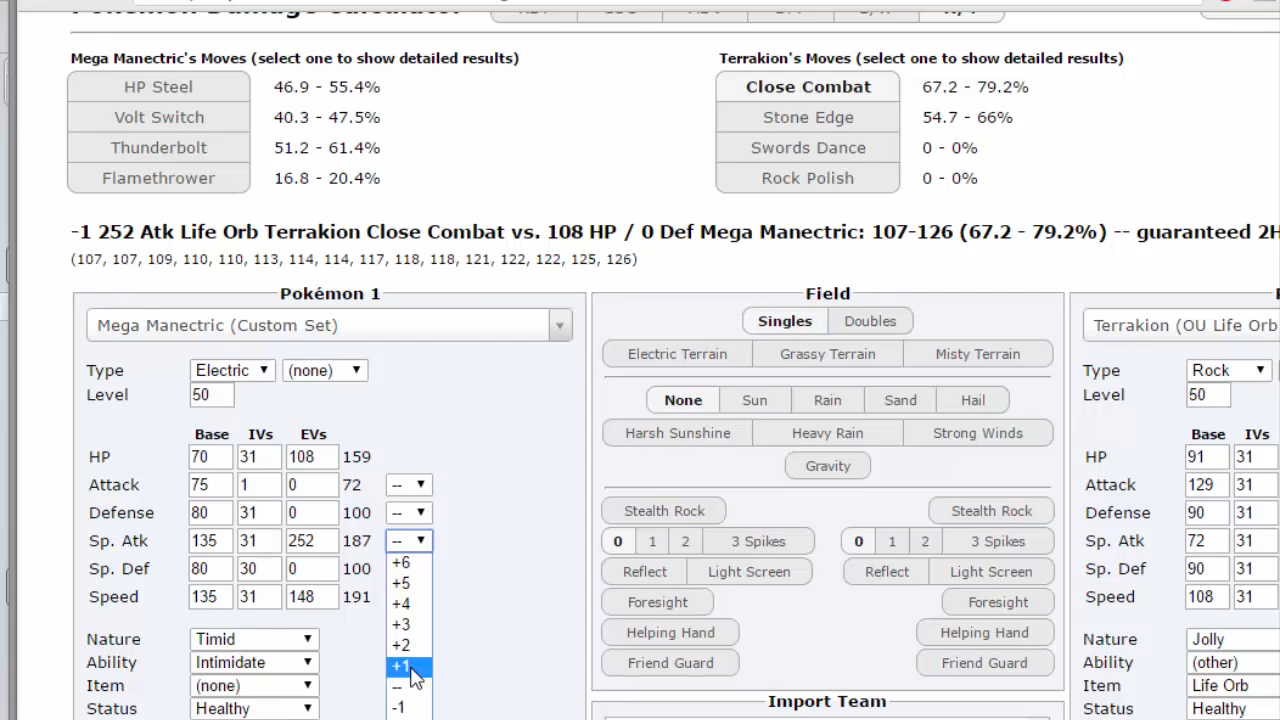 Mega Manectric's Moves (select one to show detailed results)
HP Steel 46.9 - 55.4%
Volt Switch 40.3 - 47.5%
Thunderbolt 51.2 - 61.4%
Flamethrower 16.8 - 20.4%
Terrakion's Moves (select one to show detailed results)
Close Combat 67.2 - 79.2%
Stone Edge 54.7 - 66%
Swords Dance 0 - 0%
Rock Polish 0 - 0%
-1 252 Atk Life Orb Terrakion Close Combat vs. 108 HP / 0 Def Mega Manectric: 107-126 (67.2 - 79.2%) -- guaranteed 2H
(107, 107, 109, 110, 110, 113, 114, 114, 117, 118, 118, 121, 122, 122, 125, 126)
Pokémon 1
Mega Manectric (Custom Set)
Type Electric (none)
Level 50
Base IVs EVs
HP 70 31 108 159
Attack 75 1 0 72 --
Defense 80 31 0 100 --
Sp. Atk 135 31 252 187 --
Sp. Def 80 30 0 100
Speed 135 31 148 191
+6
+5
+4
+3
+2
+1
--
-1
Nature Timid
Ability Intimidate
Item (none)
Status Healthy
Field
Singles Doubles
Electric Terrain Grassy Terrain Misty Terrain
None Sun Rain Sand Hail
Harsh Sunshine Heavy Rain Strong Winds
Gravity
Stealth Rock Stealth Rock
0 1 2 3 Spikes 0 1 2 3 Spikes
Reflect Light Screen Reflect Light Screen
Foresight Foresight
Helping Hand Helping Hand
Friend Guard Friend Guard
Import Team
Terrakion (OU Life Orb
Type Rock
Level 50
Base IVs
HP 91 31
Attack 129 31
Defense 90 31
Sp. Atk 72 31
Sp. Def 90 31
Speed 108 31
Nature Jolly
Ability (other)
Item Life Orb
Status Healthy